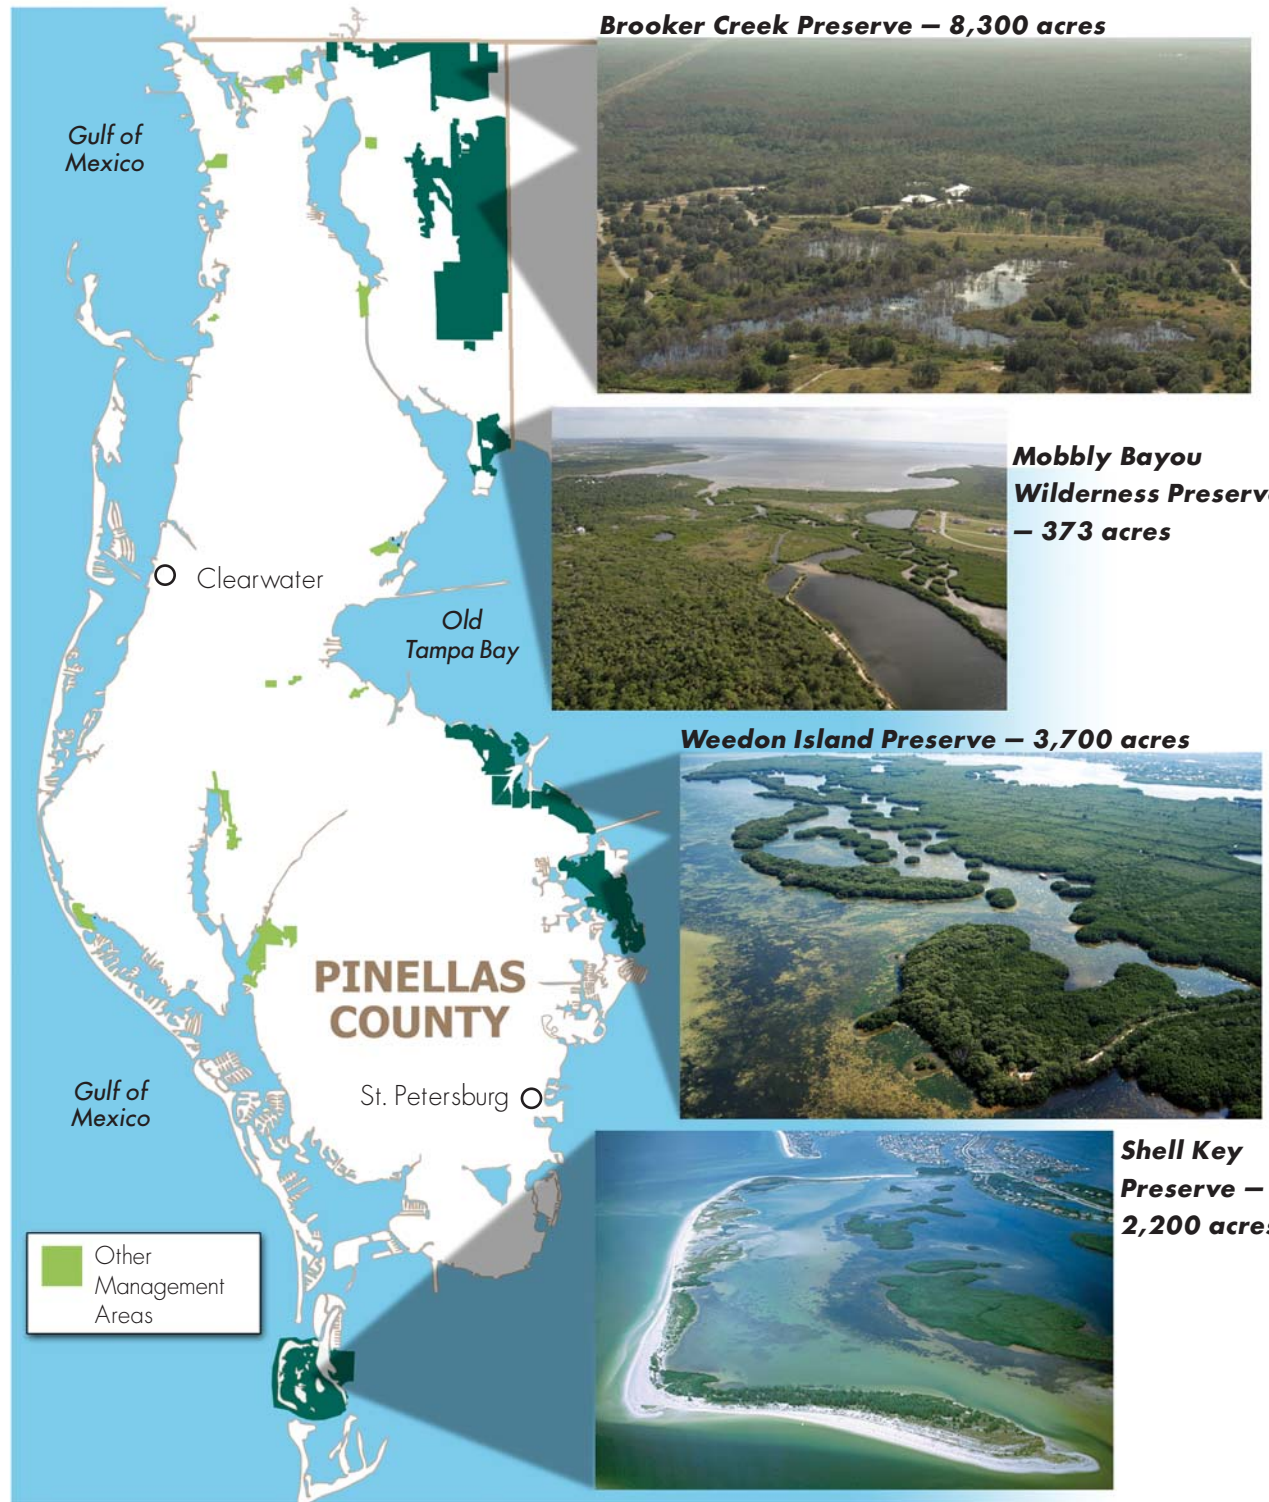 Brooker Creek Preserve — 8,300 acres
Gulf of
Mexico
Mobbly Bayou
Wilderness Preserve
— 373 acres
Clearwater
Old
Tampa Bay
Weedon Island Preserve — 3,700 acres
PINELLAS
COUNTY
St. Petersburg
Gulf of
Mexico
Shell Key
Preserve —
2,200 acres
Other
Management
Areas